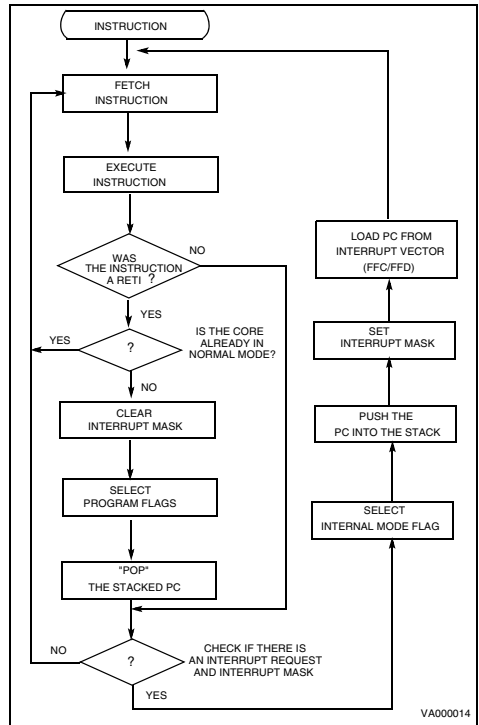 INSTRUCTION
FETCH
INSTRUCTION
EXECUTE
INSTRUCTION
WAS
THE INSTRUCTION
A RETI ?
NO
YES
?
IS THE CORE
ALREADY IN
NORMAL MODE?
YES
NO
CLEAR
INTERRUPT MASK
SELECT
PROGRAM FLAGS
"POP"
THE STACKED PC
?
CHECK IF THERE IS
AN INTERRUPT REQUEST
AND INTERRUPT MASK
NO
YES
SELECT
INTERNAL MODE FLAG
PUSH THE
PC INTO THE STACK
SET
INTERRUPT MASK
LOAD PC FROM
INTERRUPT VECTOR
(FFC/FFD)
VA000014